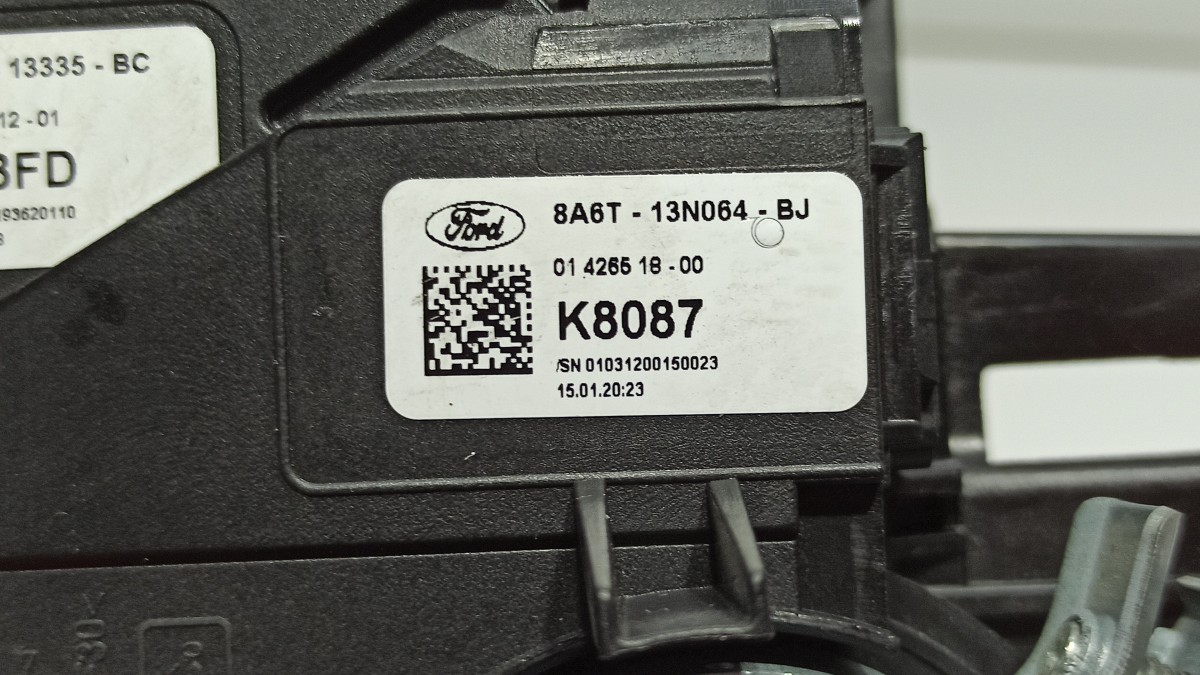 13335 - BC
12 - 01
3FD
193620110
Ford
8A6T - 13N064 - BJ
01 4265 18 - 00
K8087
/SN 01031200150023
15.01.20:23